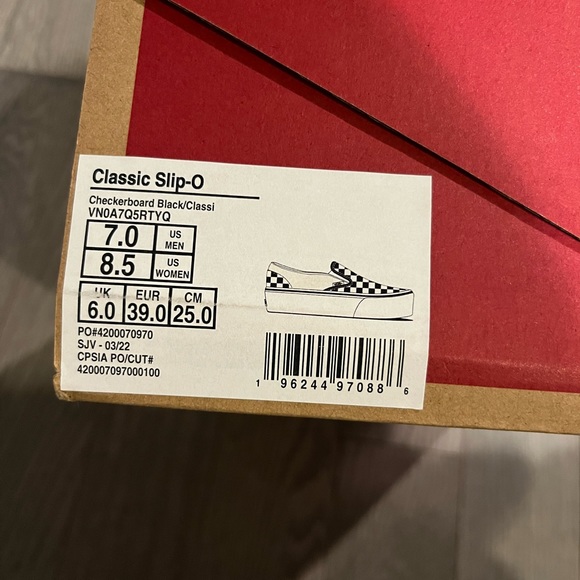 Classic Slip-O
Checkerboard Black/Classi
VN0A7Q5RTYQ
7.0 US MEN
8.5 US WOMEN
UK EUR CM
6.0 39.0 25.0
PO#4200070970
SJV - 03/22
CPSIA PO/CUT#
420007097000100
1 96244 97088 6